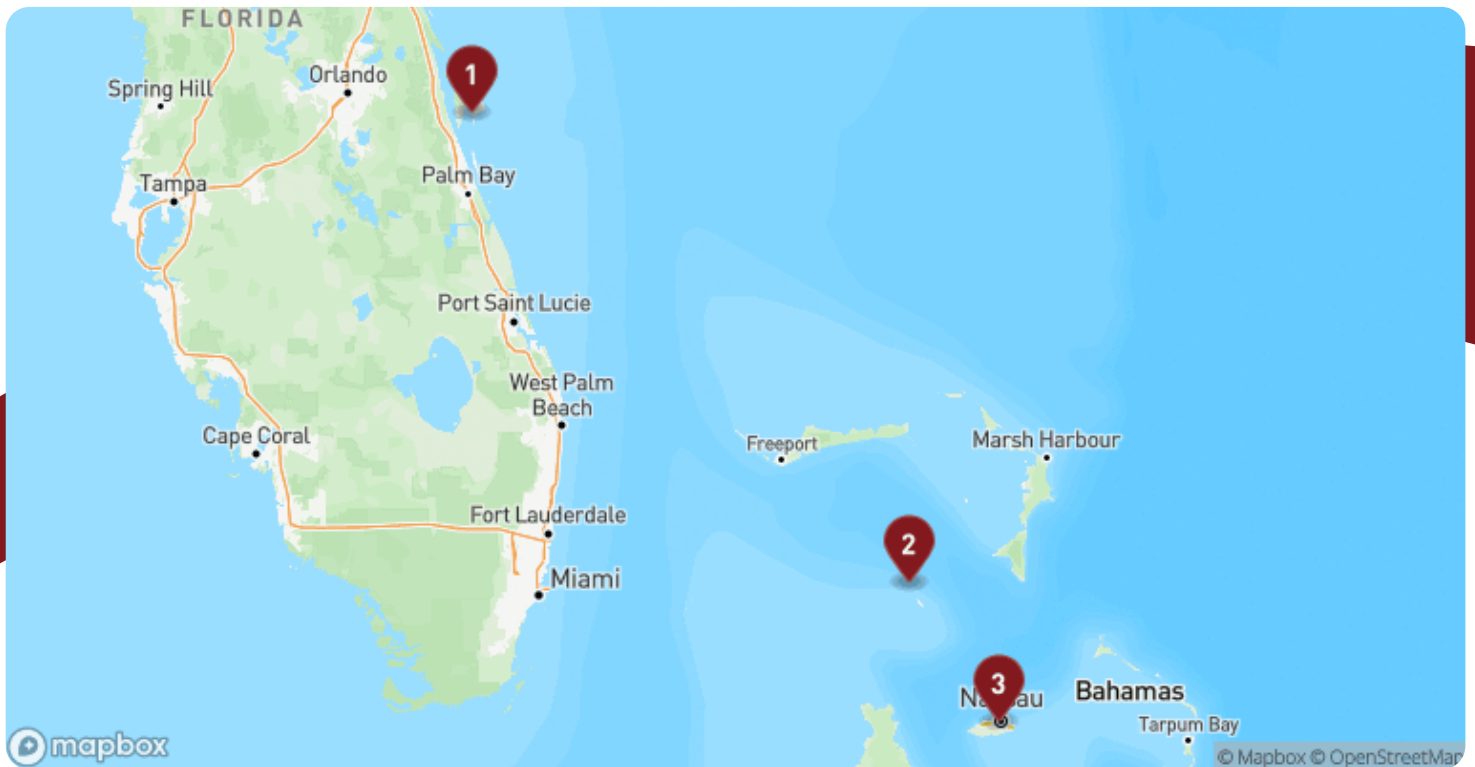 FLORIDA
Orlando
1
Spring Hill
Palm Bay
Tampa
Port Saint Lucie
West Palm
Beach
Cape Coral
Freeport
Marsh Harbour
Fort Lauderdale
2
Miami
3
Nassau
Bahamas
Tarpum Bay
mapbox
© Mapbox © OpenStreetMap